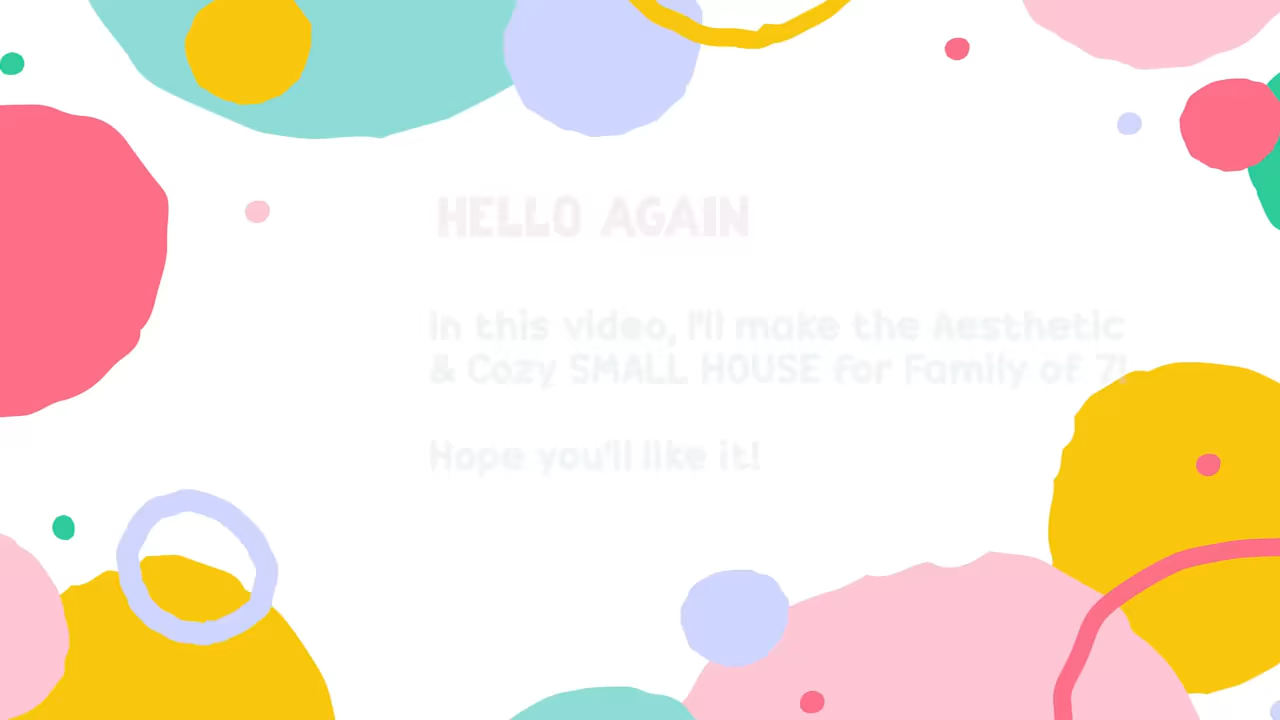 HELLO AGAIN
In this video, I'll make the Aesthetic
& Cozy SMALL HOUSE for Family of 7!
Hope you'll like it!